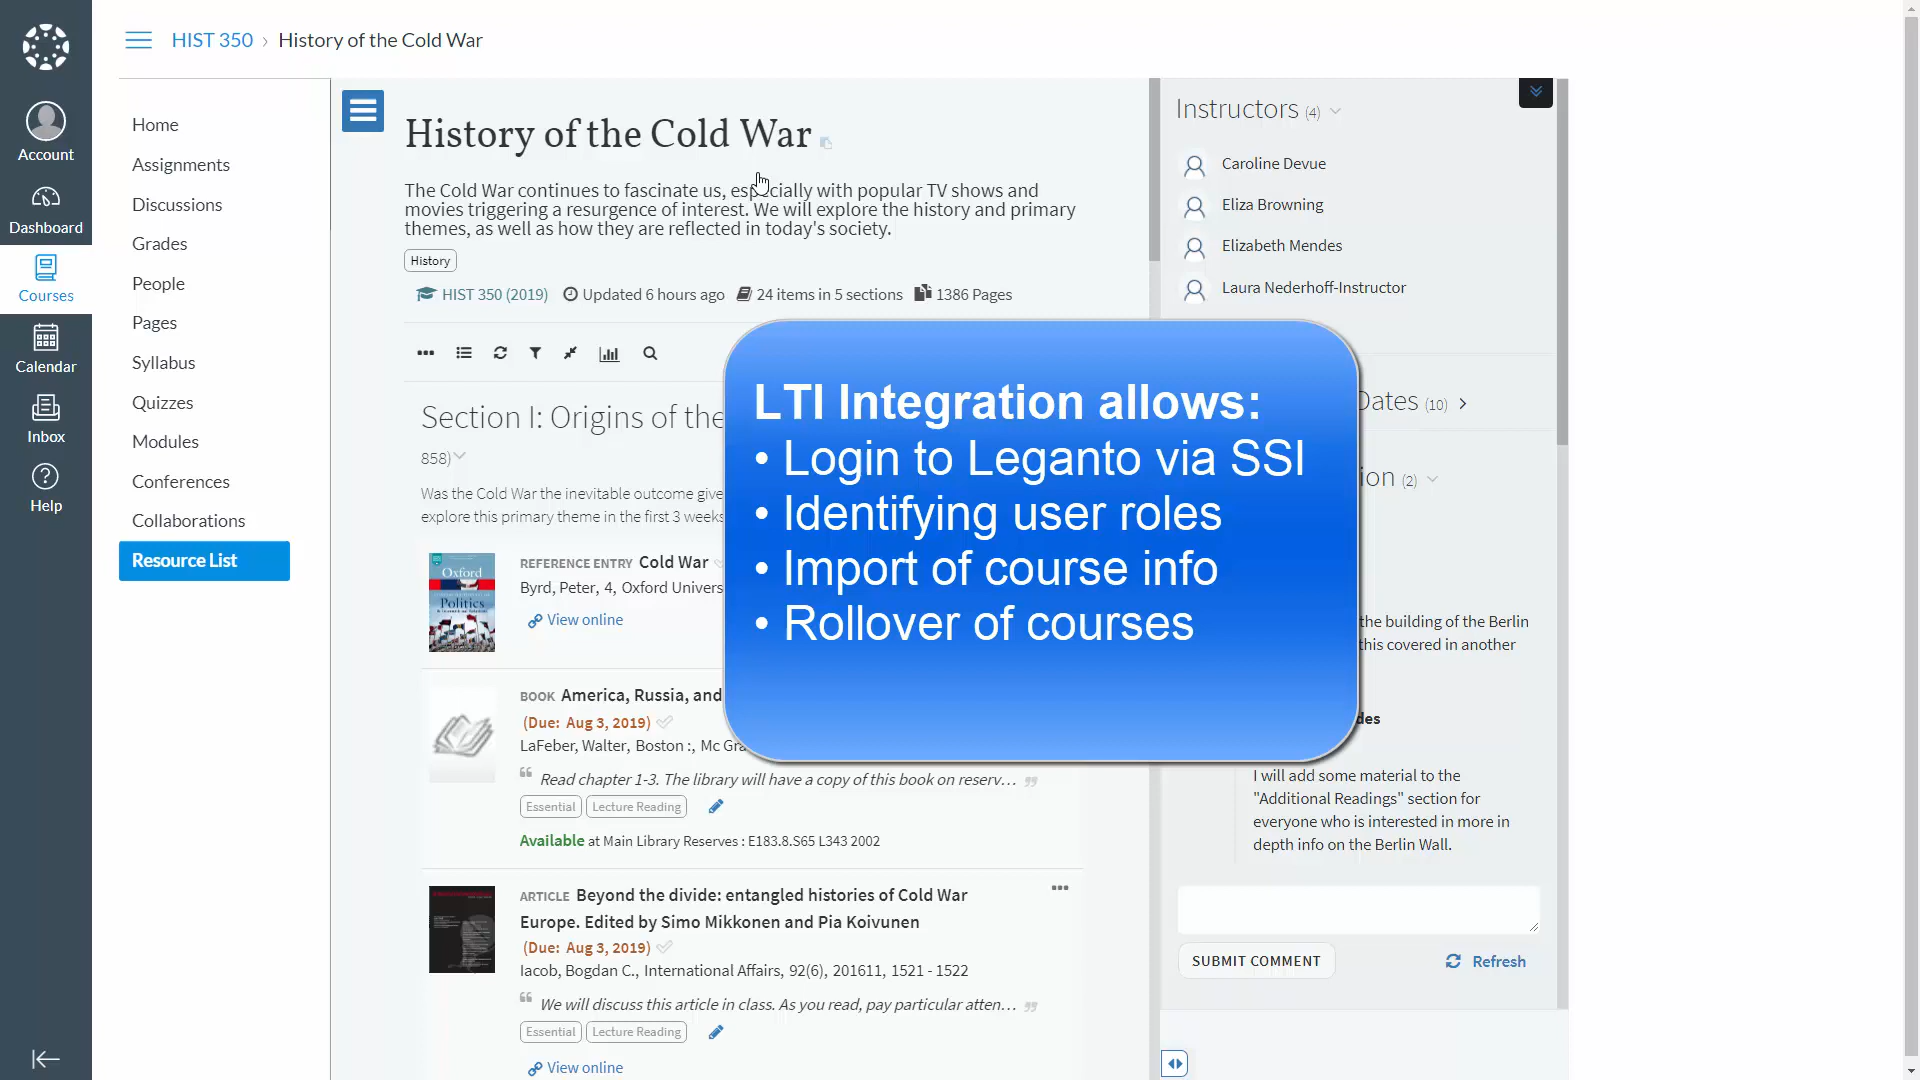 HIST 350 › History of the Cold War
Account
Dashboard
Courses
Calendar
Inbox
Help
Home
Assignments
Discussions
Grades
People
Pages
Syllabus
Quizzes
Modules
Conferences
Collaborations
Resource List
History of the Cold War
The Cold War continues to fascinate us, especially with popular TV shows and
movies triggering a resurgence of interest. We will explore the history and primary
themes, as well as how they are reflected in today's society.
History
HIST 350 (2019) Updated 6 hours ago 24 items in 5 sections 1386 Pages
Section I: Origins of the
858)
Was the Cold War the inevitable outcome give
explore this primary theme in the first 3 weeks
Oxford
Politics
REFERENCE ENTRY Cold War
Byrd, Peter, 4, Oxford Univers
View online
BOOK America, Russia, and
(Due: Aug 3, 2019)
LaFeber, Walter, Boston :, Mc Gra
“ Read chapter 1-3. The library will have a copy of this book on reserv... ”
Essential Lecture Reading
Available at Main Library Reserves : E183.8.S65 L343 2002
ARTICLE Beyond the divide: entangled histories of Cold War
Europe. Edited by Simo Mikkonen and Pia Koivunen
(Due: Aug 3, 2019)
Iacob, Bogdan C., International Affairs, 92(6), 201611, 1521 - 1522
“ We will discuss this article in class. As you read, pay particular atten... ”
Essential Lecture Reading
View online
LTI Integration allows:
• Login to Leganto via SSI
• Identifying user roles
• Import of course info
• Rollover of courses
Instructors (4)
Caroline Devue
Eliza Browning
Elizabeth Mendes
Laura Nederhoff-Instructor
Dates (10)
ion (2)
the building of the Berlin
this covered in another
des
I will add some material to the
"Additional Readings" section for
everyone who is interested in more in
depth info on the Berlin Wall.
SUBMIT COMMENT
Refresh